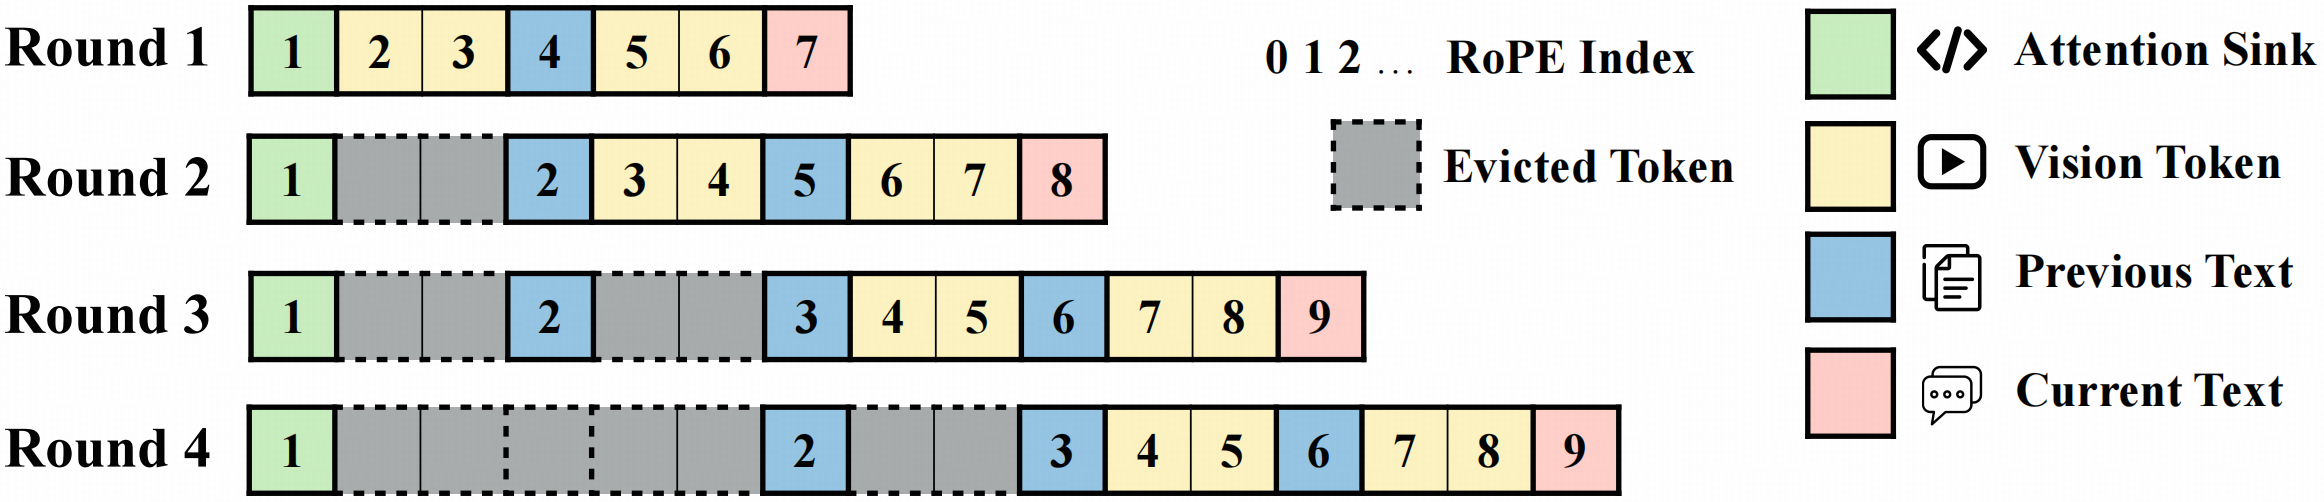 Round 1 1 2 3 4 5 6 7
Round 2 1 2 3 4 5 6 7 8
Round 3 1 2 3 4 5 6 7 8 9
Round 4 1 2 3 4 5 6 7 8 9
0 1 2 ... RoPE Index
Evicted Token
</> Attention Sink
Vision Token
Previous Text
Current Text